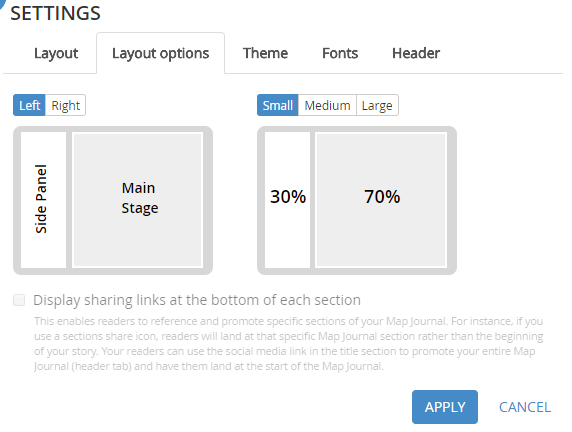 SETTINGS
Layout Layout options Theme Fonts Header
Left Right Small Medium Large
Side Panel Main Stage 30% 70%
Display sharing links at the bottom of each section
This enables readers to reference and promote specific sections of your Map Journal. For instance, if you
use a sections share icon, readers will land at that specific Map Journal section rather than the beginning
of your story. Your readers can use the social media link in the title section to promote your entire Map
Journal (header tab) and have them land at the start of the Map Journal.
APPLY CANCEL